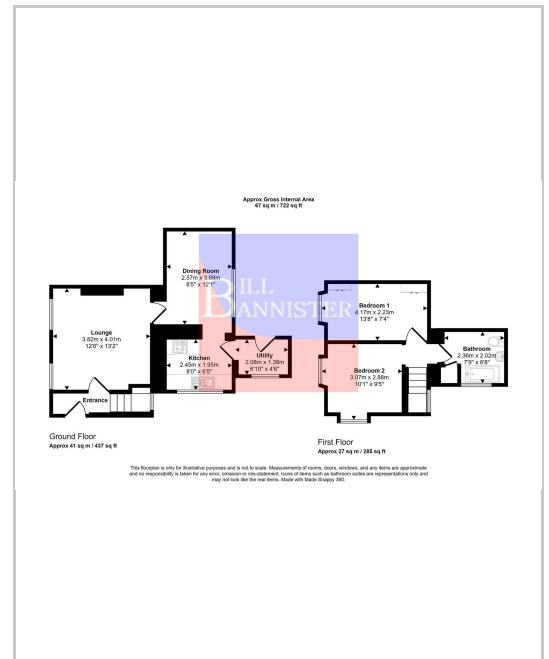 Approx Gross Internal Area
67 sq m / 722 sq ft
Dining Room
2.57m x 3.68m
8'5" x 12'1"
BILL
BANNISTER
Lounge
3.82m x 4.01m
12'6" x 13'2"
Kitchen
2.45m x 1.95m
8'0" x 6'5"
Utility
2.08m x 1.38m
6'10" x 4'6"
Entrance
Bedroom 1
4.17m x 2.23m
13'8" x 7'4"
Bathroom
2.36m x 2.02m
7'9" x 6'8"
Bedroom 2
3.07m x 2.88m
10'1" x 9'5"
Ground Floor
Approx 41 sq m / 437 sq ft
First Floor
Approx 27 sq m / 285 sq ft
This floorplan is only for illustrative purposes and is not to scale. Measurements of rooms, doors, windows, and any items are approximate
and no responsibility is taken for any error, omission or mis-statement. Icons of items such as bathroom suites are representations only and
may not look like the real items. Made with Made Snappy 360.